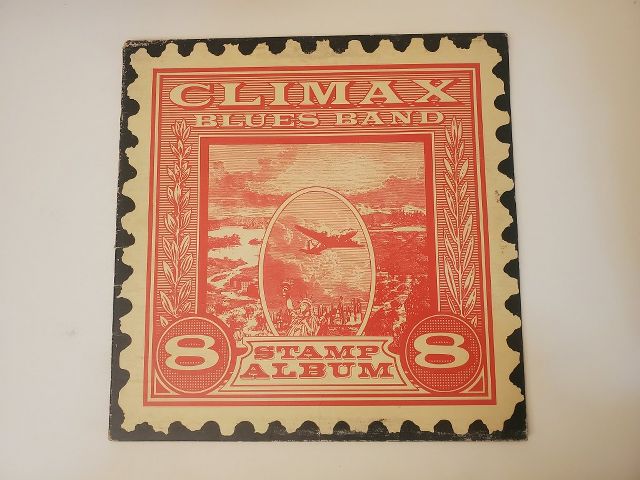 CLIMAX
BLUES BAND
8 STAMP 8
ALBUM